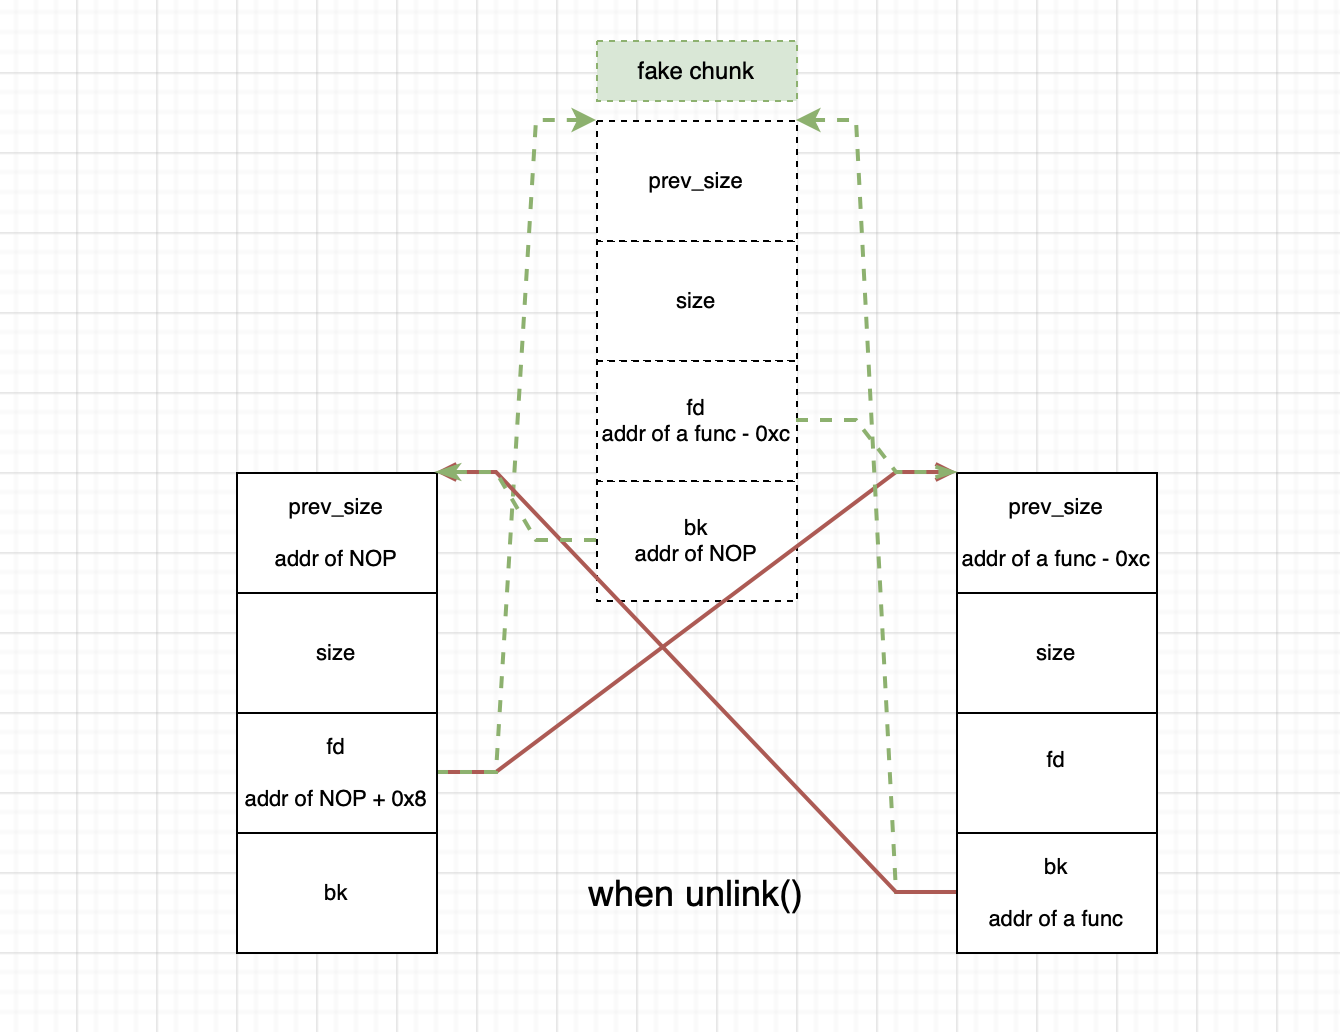 fake chunk
prev_size
size
fd
addr of a func - 0xc
bk
addr of NOP
prev_size
addr of NOP
size
fd
addr of NOP + 0x8
bk
prev_size
addr of a func - 0xc
size
fd
bk
addr of a func
when unlink()